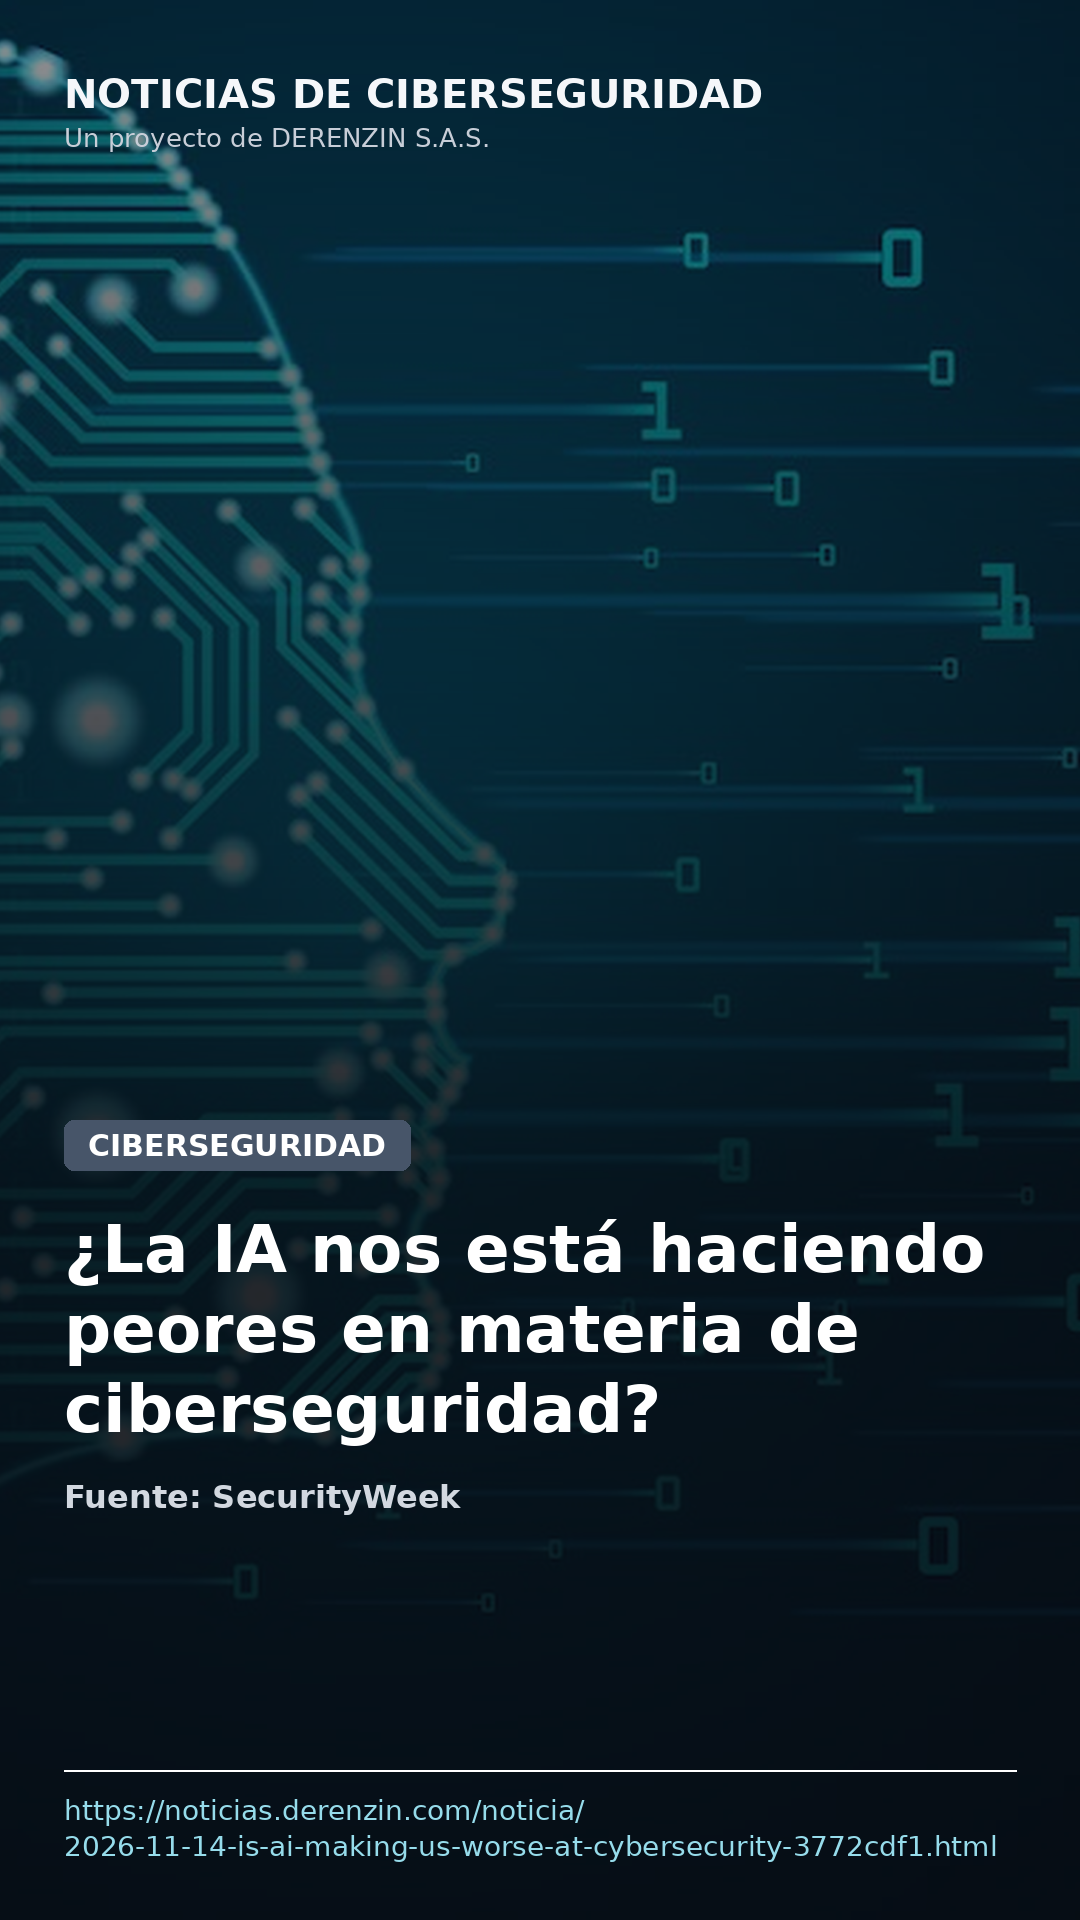 NOTICIAS DE CIBERSEGURIDAD
Un proyecto de DERENZIN S.A.S.
CIBERSEGURIDAD
¿La IA nos está haciendo
peores en materia de
ciberseguridad?
Fuente: SecurityWeek
https://noticias.derenzin.com/noticia/
2026-11-14-is-ai-making-us-worse-at-cybersecurity-3772cdf1.html